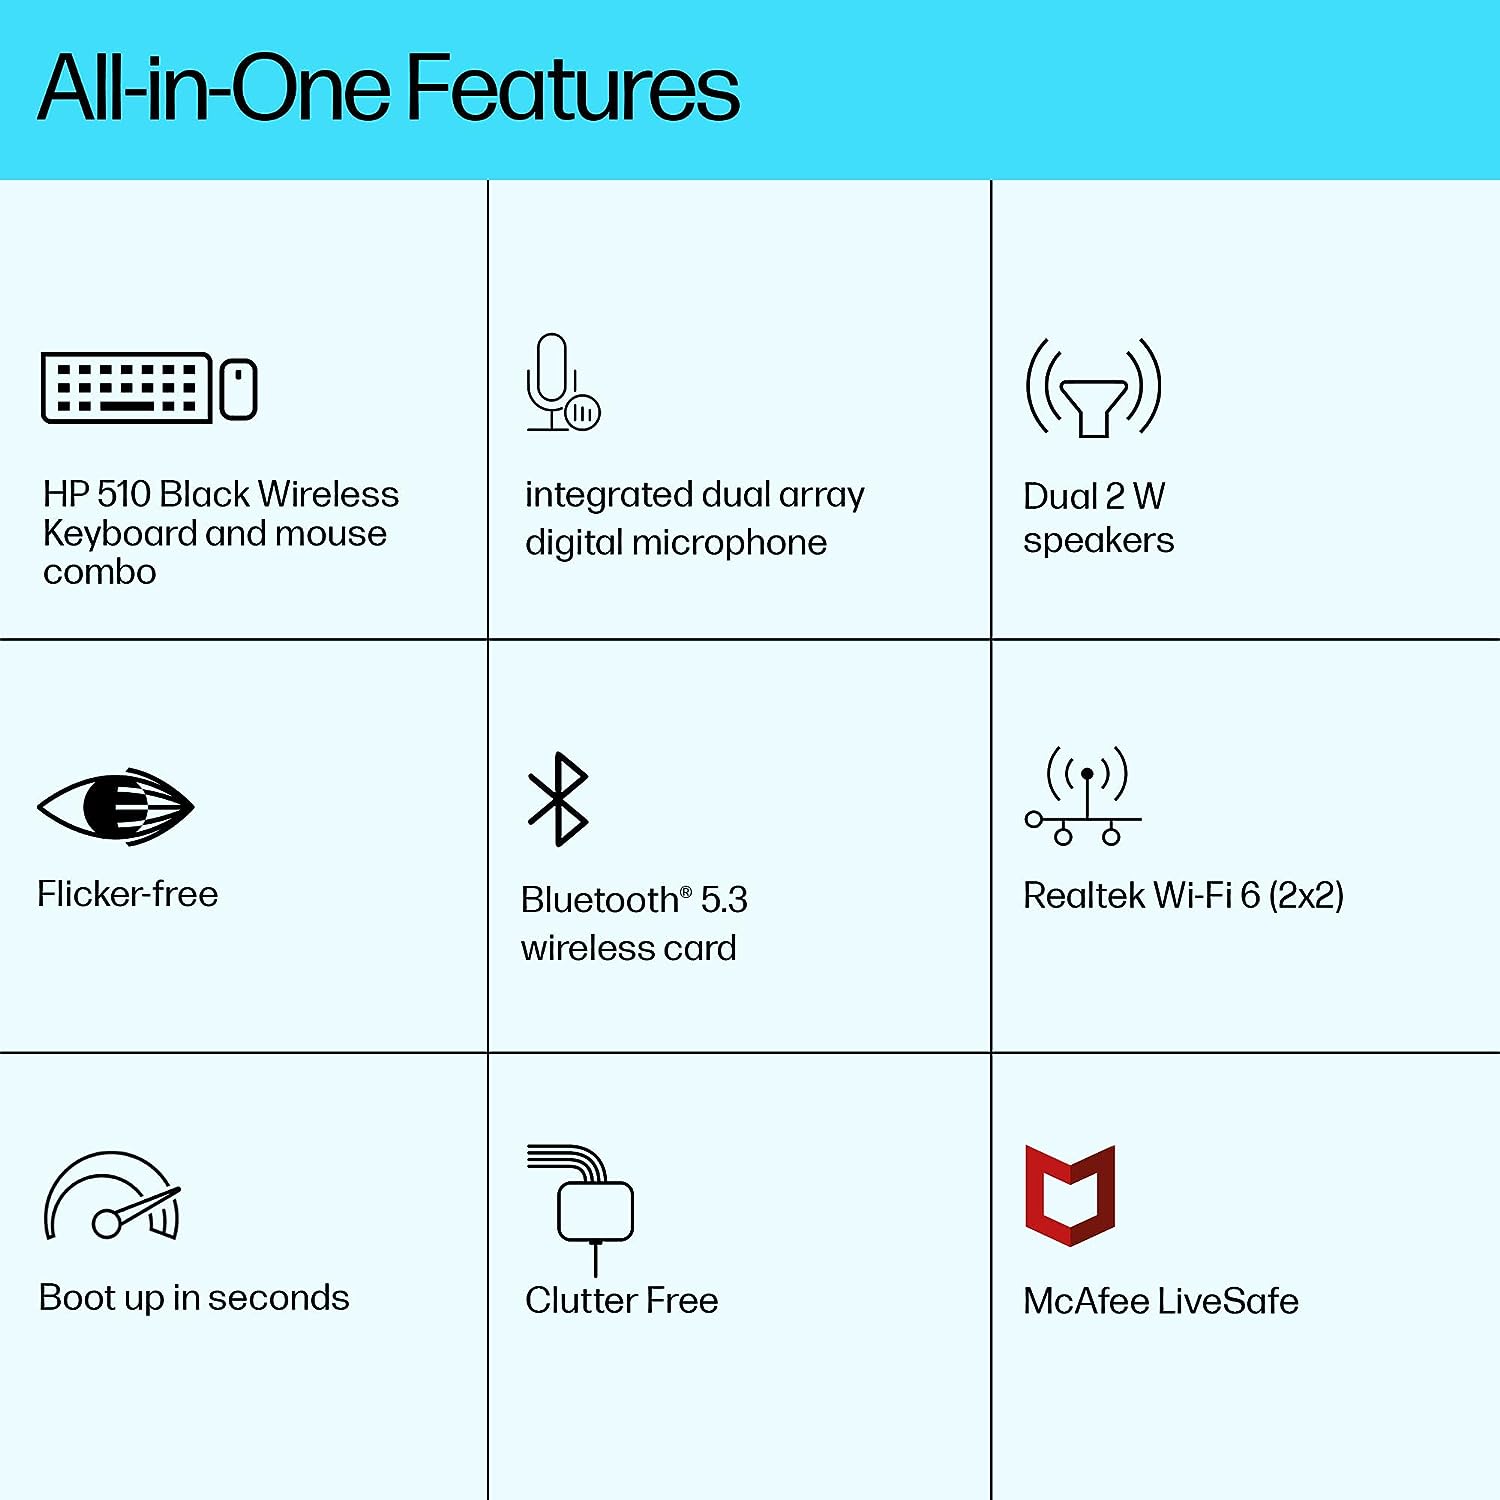 All-in-One Features
HP 510 Black Wireless
Keyboard and mouse
combo
integrated dual array
digital microphone
Dual 2 W
speakers
Flicker-free
Bluetooth® 5.3
wireless card
Realtek Wi-Fi 6 (2x2)
Boot up in seconds
Clutter Free
McAfee LiveSafe